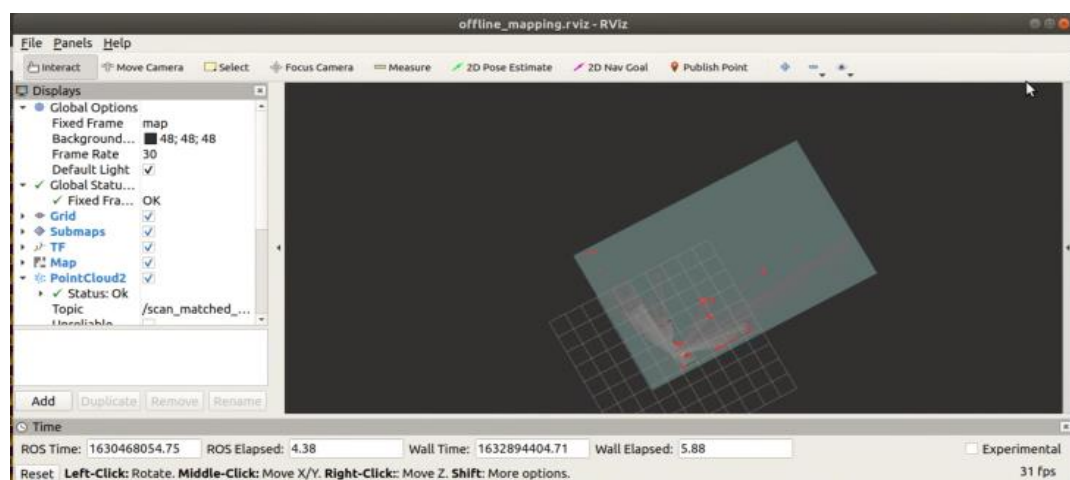 offline_mapping.rviz - RViz
File Panels Help
Interact Move Camera Select Focus Camera Measure 2D Pose Estimate 2D Nav Goal Publish Point
Displays
Global Options
Fixed Frame map
Background... 48; 48; 48
Frame Rate 30
Default Light
Global Statu...
Fixed Fra... OK
Grid
Submaps
TF
Map
PointCloud2
Status: Ok
Topic /scan_matched_...
Add Duplicate Remove Rename
Time
ROS Time: 1630468054.75 ROS Elapsed: 4.38 Wall Time: 1632894404.71 Wall Elapsed: 5.88 Experimental
Reset Left-Click: Rotate. Middle-Click: Move X/Y. Right-Click:: Move Z. Shift: More options. 31 fps